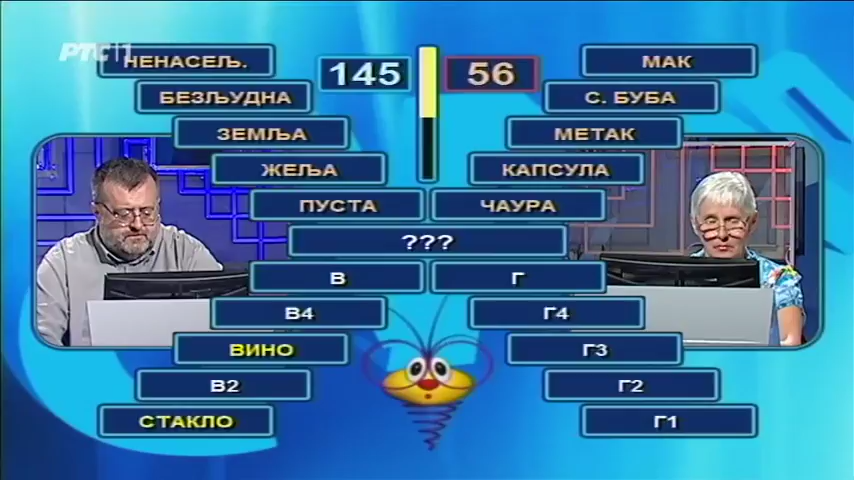 РТС 1
НЕНАСЕЉ.
145
56
МАК
БЕЗЉУДНА
С. БУБА
ЗЕМЉА
МЕТАК
ЖЕЉА
КАПСУЛА
ПУСТА
ЧАУРА
???
В
Г
В4
Г4
ВИНО
Г3
В2
Г2
СТАКЛО
Г1